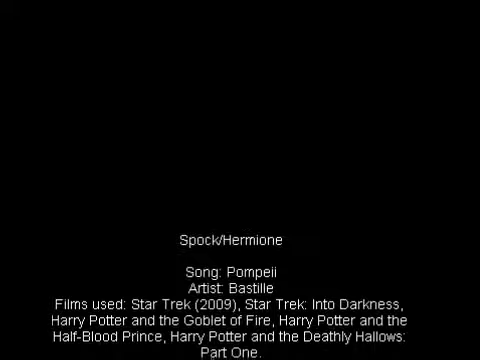 Spock/Hermione
Song: Pompeii
Artist: Bastille
Films used: Star Trek (2009), Star Trek: Into Darkness,
Harry Potter and the Goblet of Fire, Harry Potter and the
Half-Blood Prince, Harry Potter and the Deathly Hallows:
Part One.